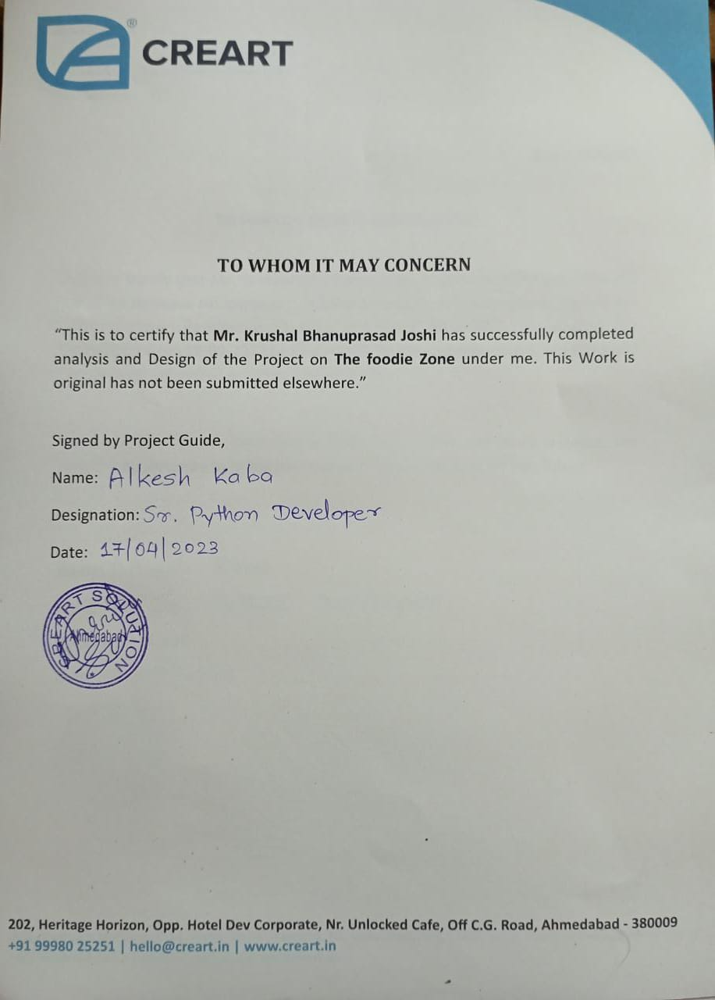 ®
CREART
TO WHOM IT MAY CONCERN
“This is to certify that Mr. Krushal Bhanuprasad Joshi has successfully completed
analysis and Design of the Project on The foodie Zone under me. This Work is
original has not been submitted elsewhere.”
Signed by Project Guide,
Name: Alkesh Kaba
Designation: Sr. Python Developer
Date: 17/04/2023
CREART SOLUTION
Ahmedabad
202, Heritage Horizon, Opp. Hotel Dev Corporate, Nr. Unlocked Cafe, Off C.G. Road, Ahmedabad - 380009
+91 99980 25251 | hello@creart.in | www.creart.in